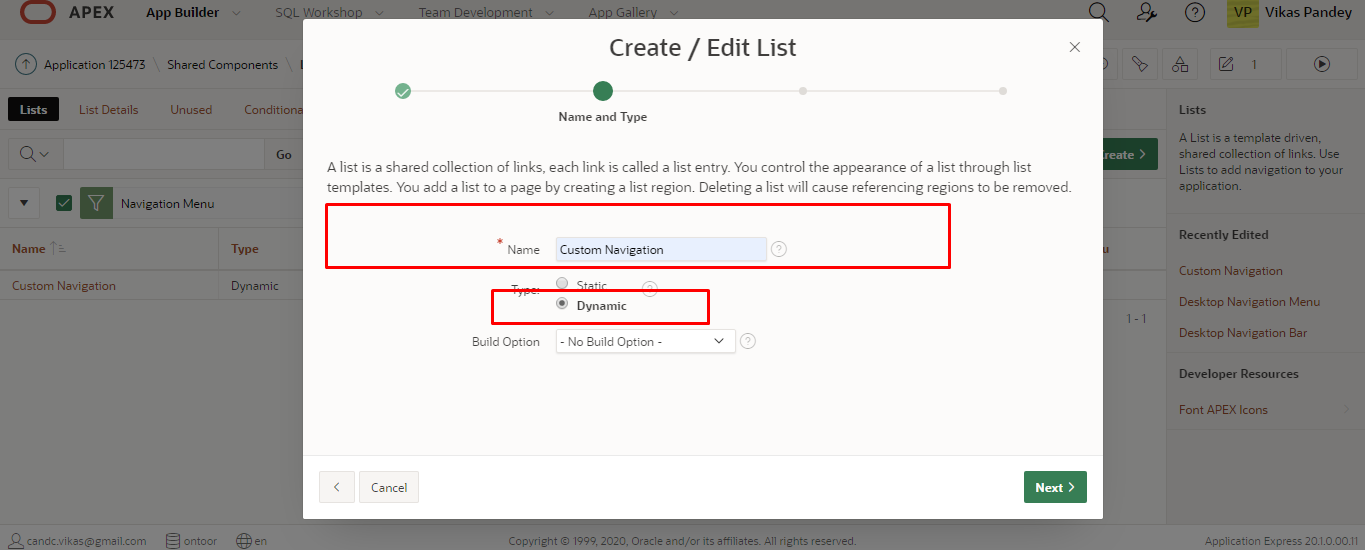 APEX App Builder SQL Workshop Team Development App Gallery VP Vikas Pandey
Create / Edit List
Application 125473 \ Shared Components \
1
Name and Type
Lists List Details Unused Conditiona
Lists
Go
A list is a shared collection of links, each link is called a list entry. You control the appearance of a list through list
templates. You add a list to a page by creating a list region. Deleting a list will cause referencing regions to be removed.
reate >
A List is a template driven,
shared collection of links. Use
Lists to add navigation to your
application.
Navigation Menu
* Name Custom Navigation ?
Recently Edited
Name Type
u
Custom Navigation
Custom Navigation Dynamic
Type: Static ?
Dynamic
Desktop Navigation Menu
1 - 1
Desktop Navigation Bar
Build Option - No Build Option - ?
Developer Resources
Font APEX Icons
< Cancel Next >
candc.vikas@gmail.com ontoor en Copyright © 1999, 2020, Oracle and/or its affiliates. All rights reserved. Application Express 20.1.0.00.11